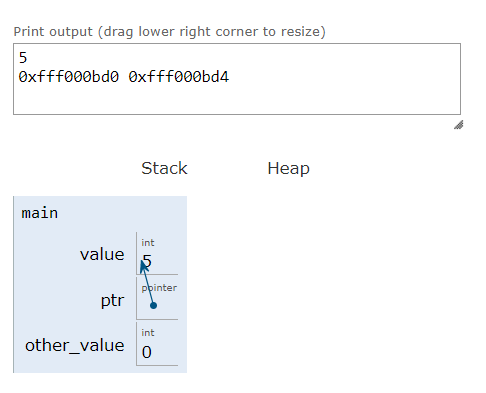 Print output (drag lower right corner to resize)
5
0xfff000bd0 0xfff000bd4
Stack Heap
main
int
value 5
pointer
ptr
int
other_value 0